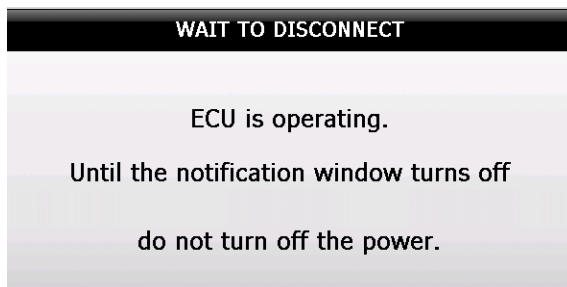 WAIT TO DISCONNECT
ECU is operating.
Until the notification window turns off
do not turn off the power.